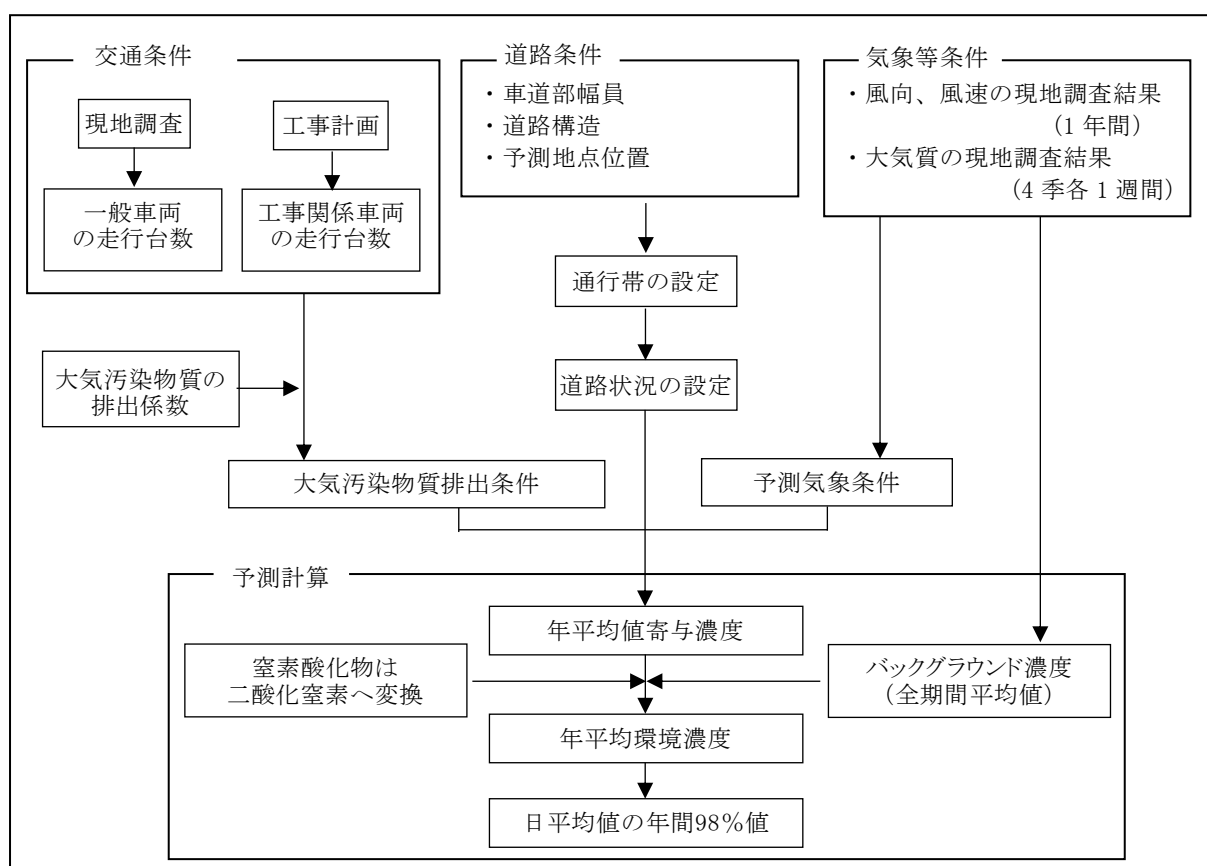 交通条件
現地調査
工事計画
一般車両
の走行台数
工事関係車両
の走行台数
道路条件
・車道部幅員
・道路構造
・予測地点位置
気象等条件
・風向、風速の現地調査結果
(1 年間)
・大気質の現地調査結果
(4 季各 1 週間)
通行帯の設定
大気汚染物質の
排出係数
道路状況の設定
大気汚染物質排出条件
予測気象条件
予測計算
年平均値寄与濃度
窒素酸化物は
二酸化窒素へ変換
バックグラウンド濃度
(全期間平均値)
年平均環境濃度
日平均値の年間98%値